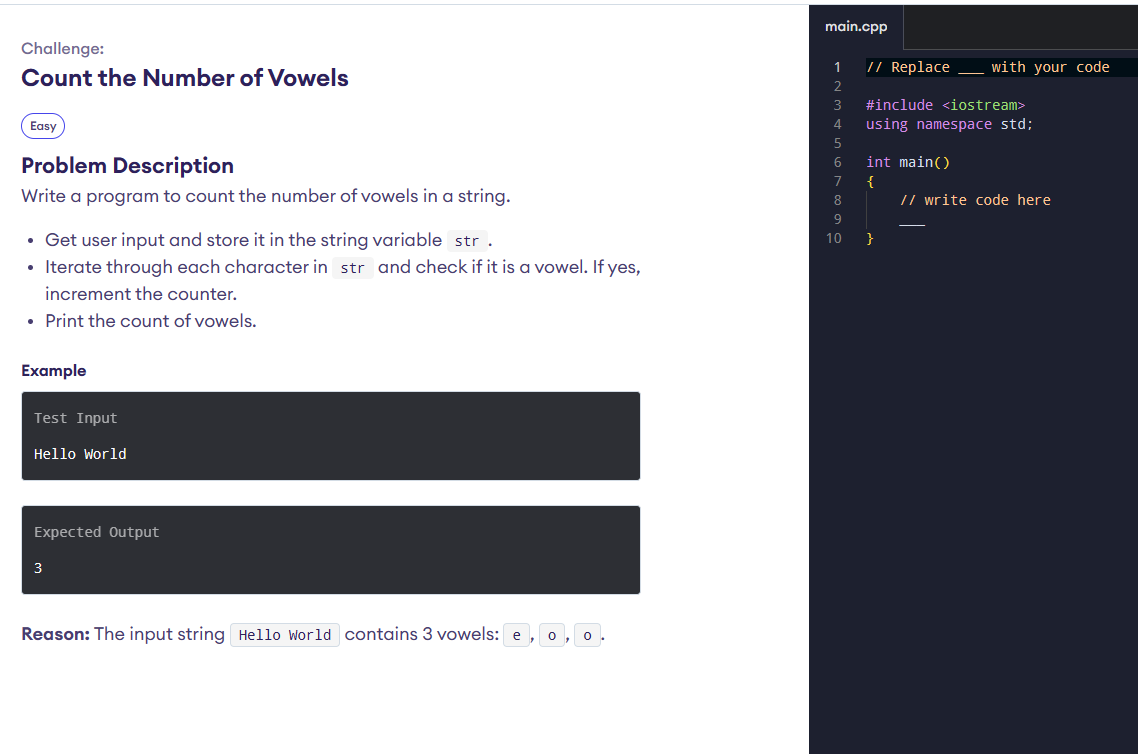 Challenge:
Count the Number of Vowels
Easy
Problem Description
Write a program to count the number of vowels in a string.
• Get user input and store it in the string variable str.
• Iterate through each character in str and check if it is a vowel. If yes,
increment the counter.
• Print the count of vowels.
Example
Test Input
Hello World
Expected Output
3
Reason: The input string Hello World contains 3 vowels: e, o, o.
main.cpp
1 // Replace ___ with your code
2
3 #include <iostream>
4 using namespace std;
5
6 int main()
7 {
8 // write code here
9 ___
10 }